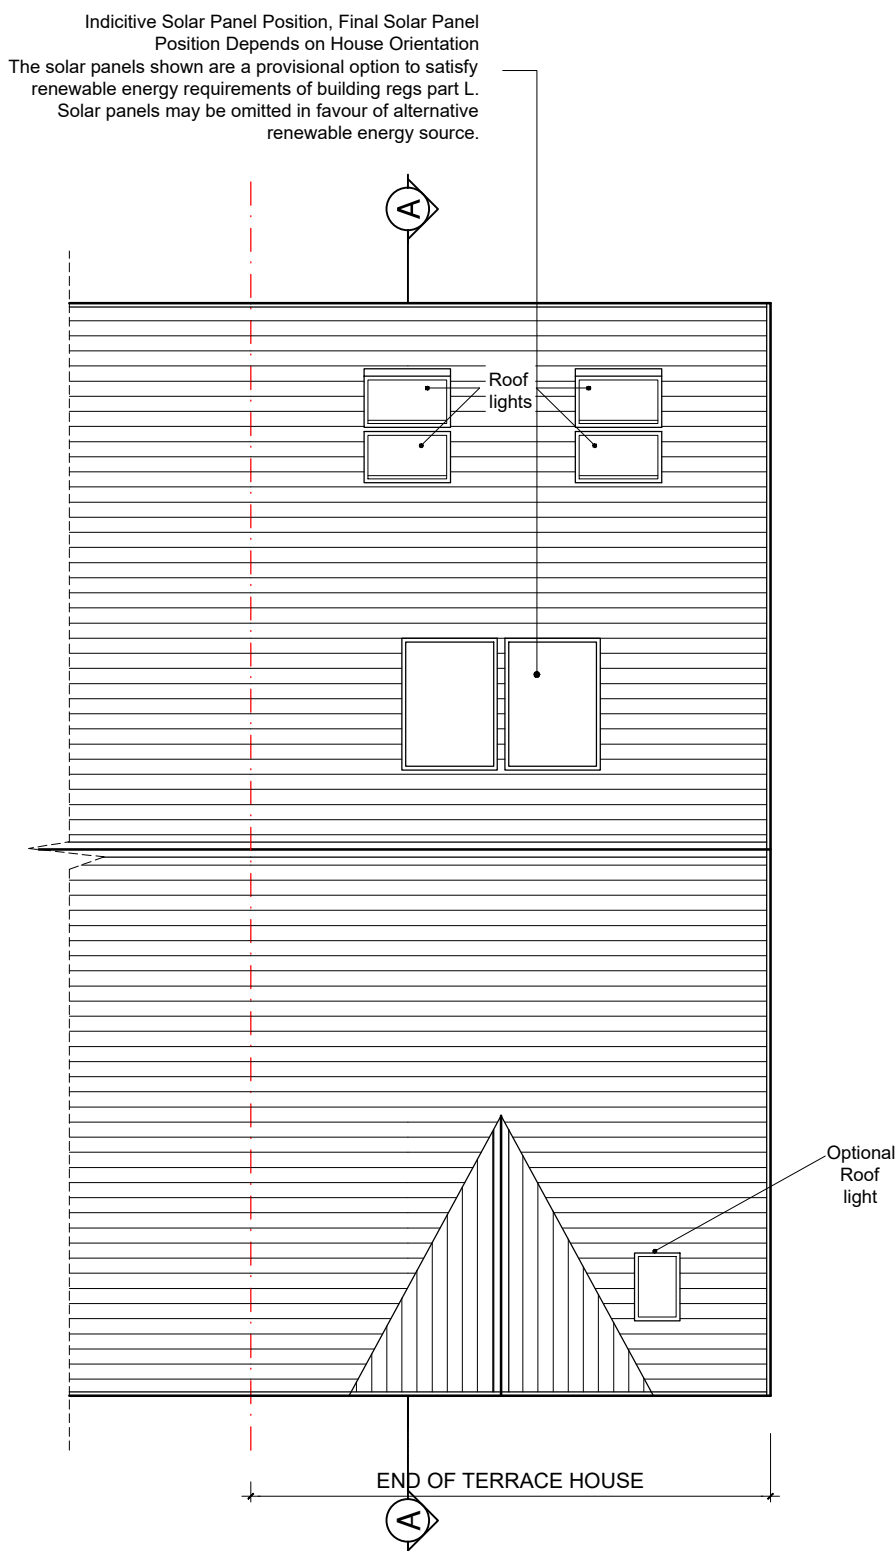 Indicitive Solar Panel Position, Final Solar Panel
Position Depends on House Orientation
The solar panels shown are a provisional option to satisfy
renewable energy requirements of building regs part L.
Solar panels may be omitted in favour of alternative
renewable energy source.
A
Roof
lights
Optional
Roof
light
END OF TERRACE HOUSE
A